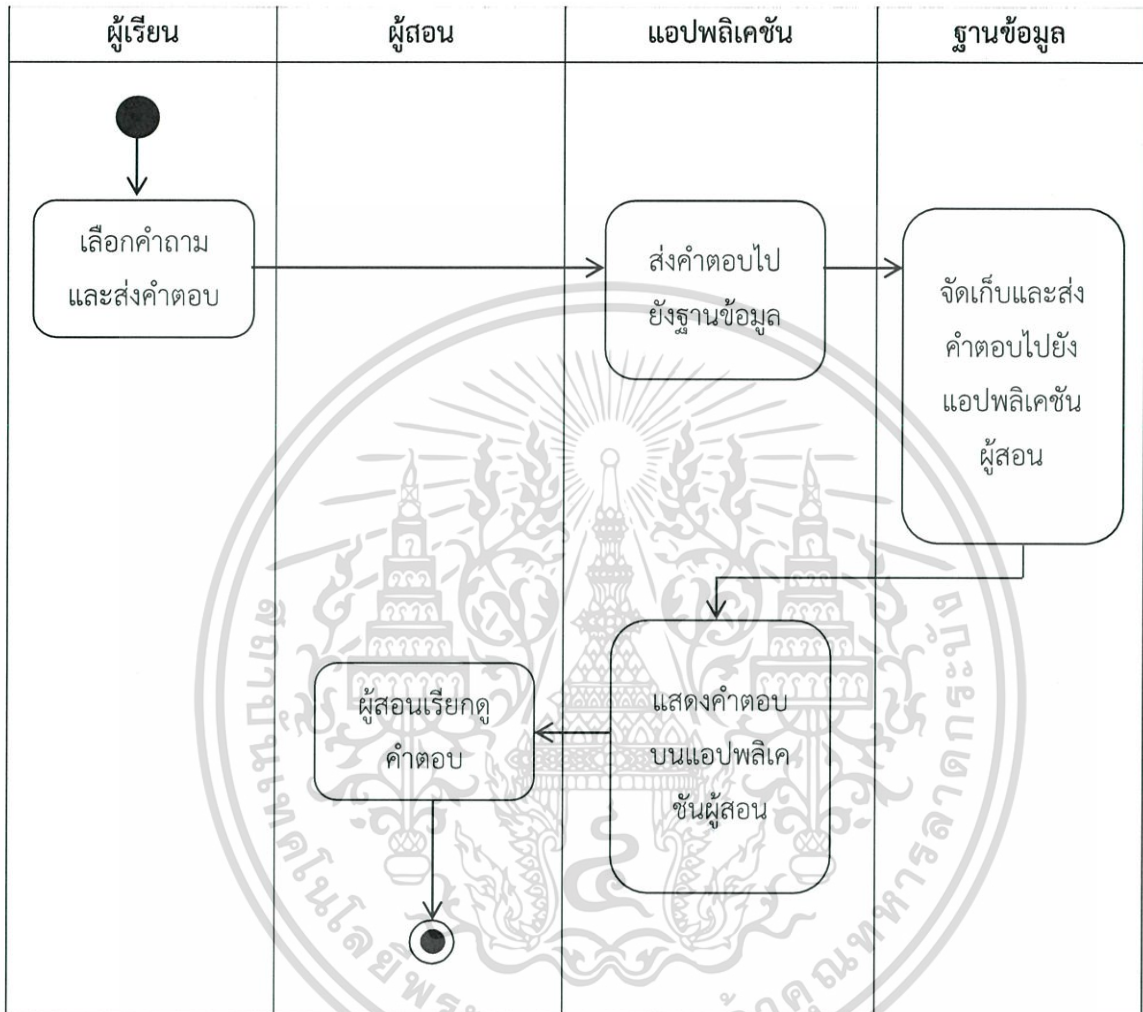 ผู้เรียน
ผู้สอน
แอปพลิเคชัน
ฐานข้อมูล
เลือกคำถาม
และส่งคำตอบ
ส่งคำตอบไป
ยังฐานข้อมูล
จัดเก็บและส่ง
คำตอบไปยัง
แอปพลิเคชัน
ผู้สอน
แสดงคำตอบ
บนแอปพลิเค
ชันผู้สอน
ผู้สอนเรียกดู
คำตอบ